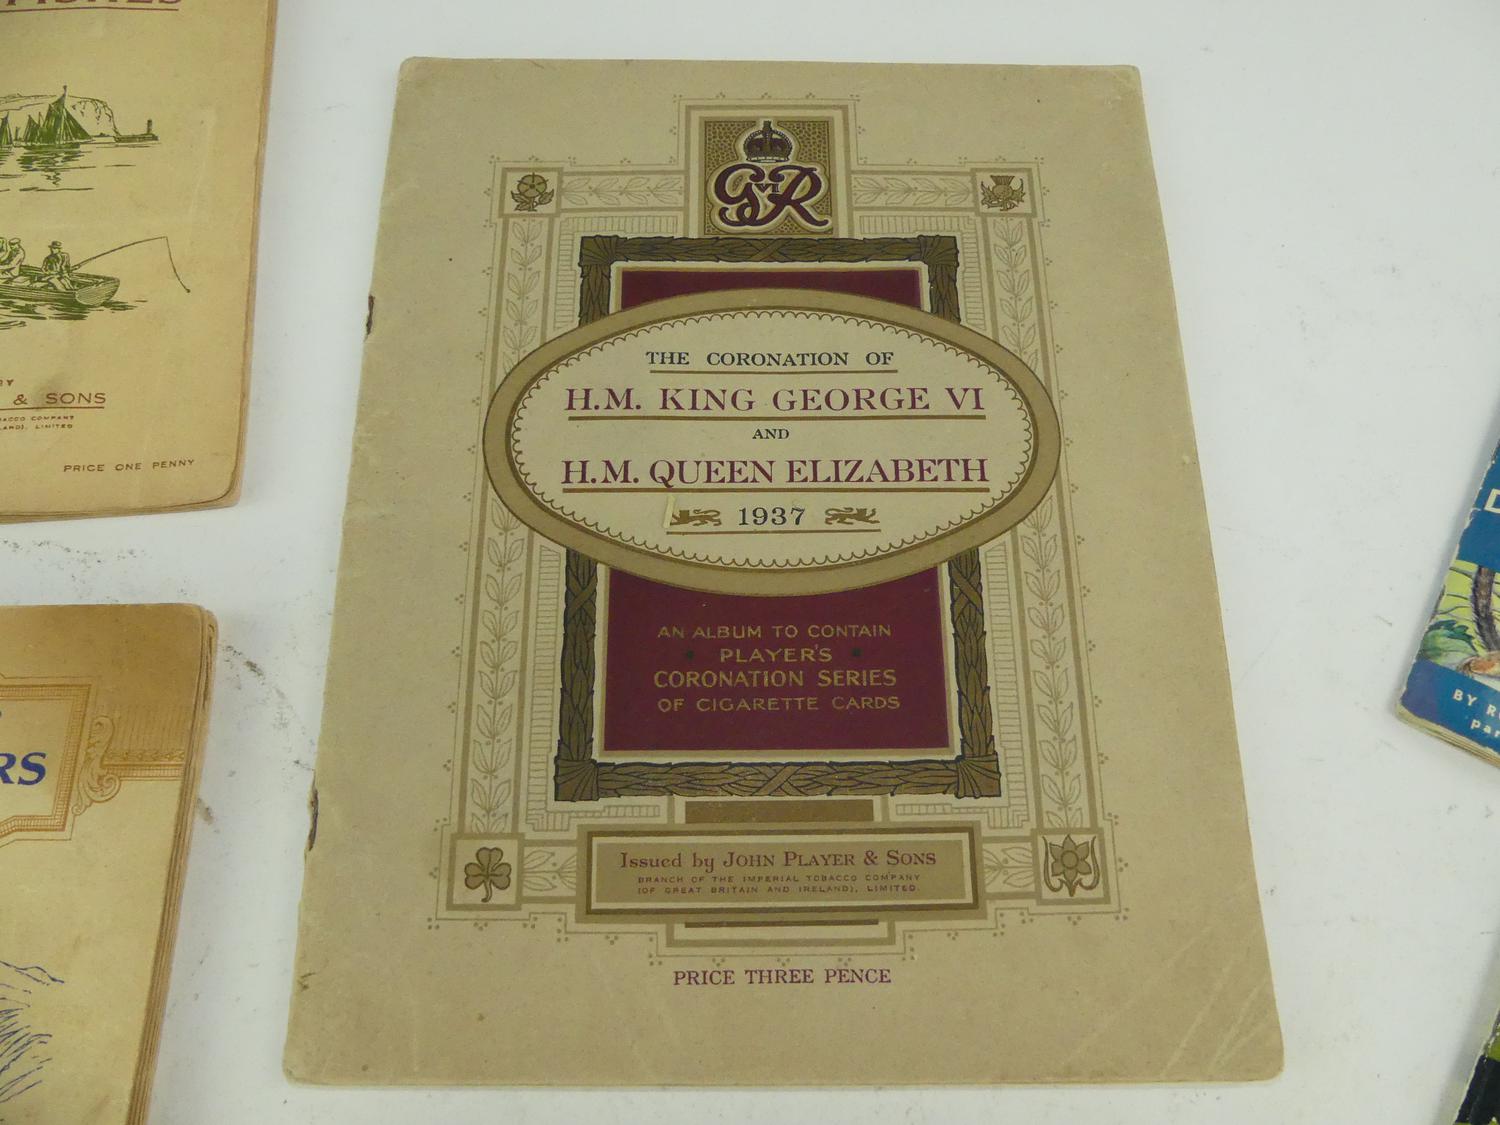 GVIR
THE CORONATION OF
H.M. KING GEORGE VI
AND
H.M. QUEEN ELIZABETH
1937
AN ALBUM TO CONTAIN
PLAYER'S
CORONATION SERIES
OF CIGARETTE CARDS
Issued by JOHN PLAYER & SONS
BRANCH OF THE IMPERIAL TOBACCO COMPANY
(OF GREAT BRITAIN AND IRELAND), LIMITED.
PRICE THREE PENCE
& SONS
PRICE ONE PENNY
RS
BY